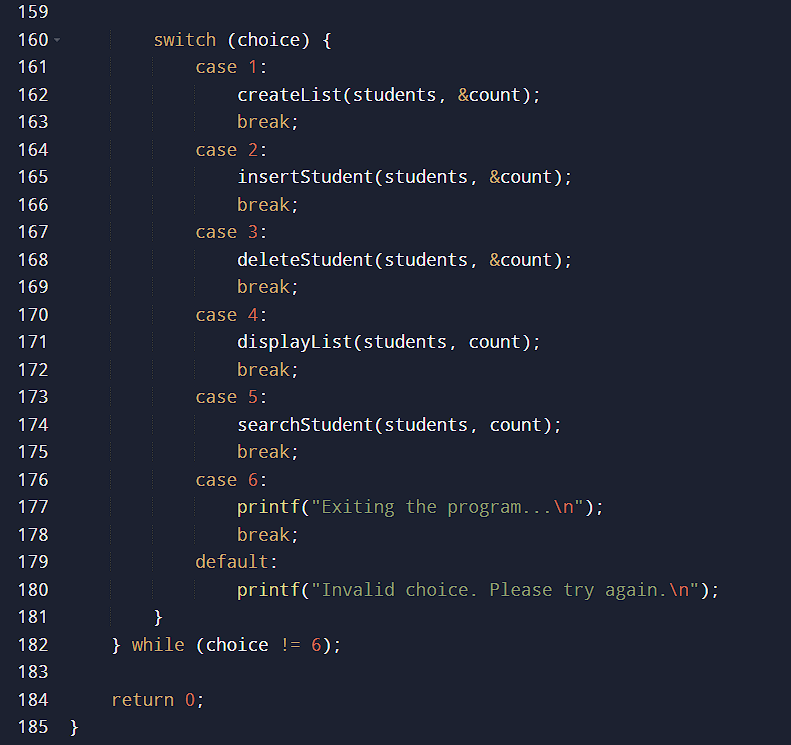 159
160        switch (choice) {
161            case 1:
162                createList(students, &count);
163                break;
164            case 2:
165                insertStudent(students, &count);
166                break;
167            case 3:
168                deleteStudent(students, &count);
169                break;
170            case 4:
171                displayList(students, count);
172                break;
173            case 5:
174                searchStudent(students, count);
175                break;
176            case 6:
177                printf("Exiting the program...\n");
178                break;
179            default:
180                printf("Invalid choice. Please try again.\n");
181        }
182    } while (choice != 6);
183
184    return 0;
185 }